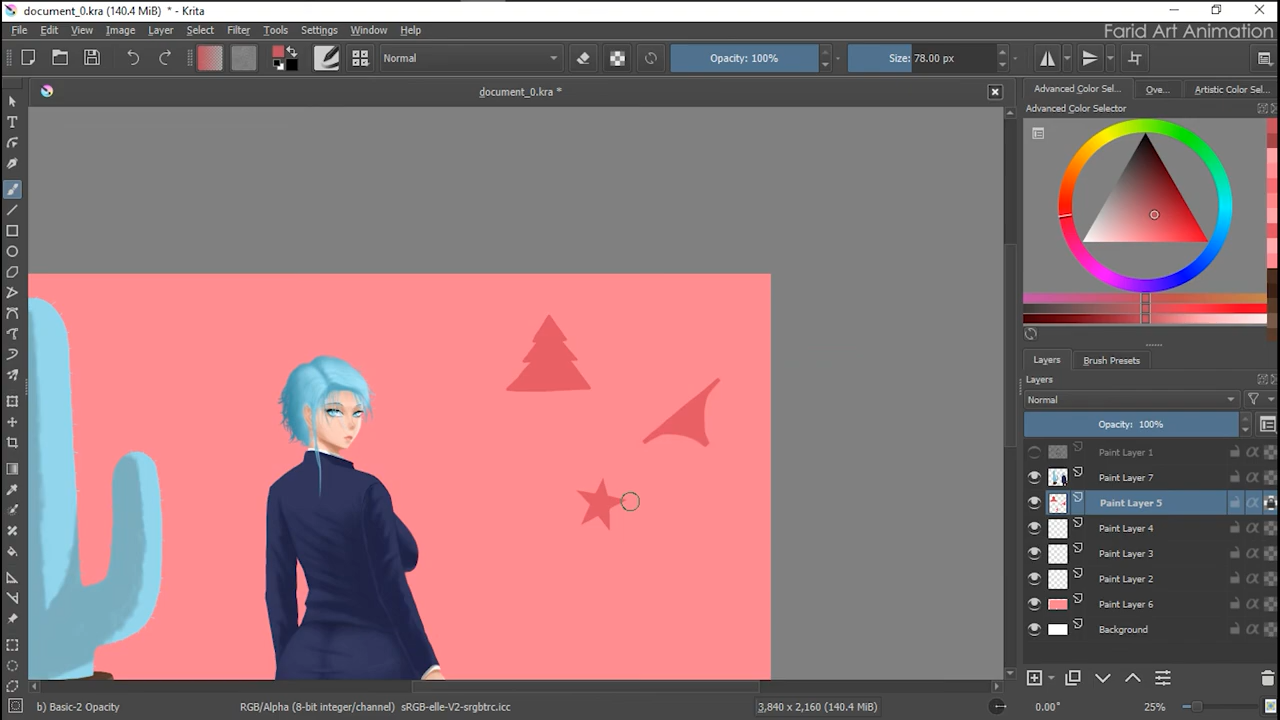 document_0.kra (140.4 MiB) * - Krita
Farid Art Animation
File Edit View Image Layer Select Filter Tools Settings Window Help
Normal Opacity: 100% Size: 78.00 px
document_0.kra *
Advanced Color Sel... Ove... Artistic Color Sel...
Advanced Color Selector
Layers Brush Presets
Layers
Normal
Opacity: 100%
Paint Layer 1
Paint Layer 7
Paint Layer 5
Paint Layer 4
Paint Layer 3
Paint Layer 2
Paint Layer 6
Background
b) Basic-2 Opacity RGB/Alpha (8-bit integer/channel) sRGB-elle-V2-srgbtrc.icc 3,840 x 2,160 (140.4 MiB) 0.00° 25%